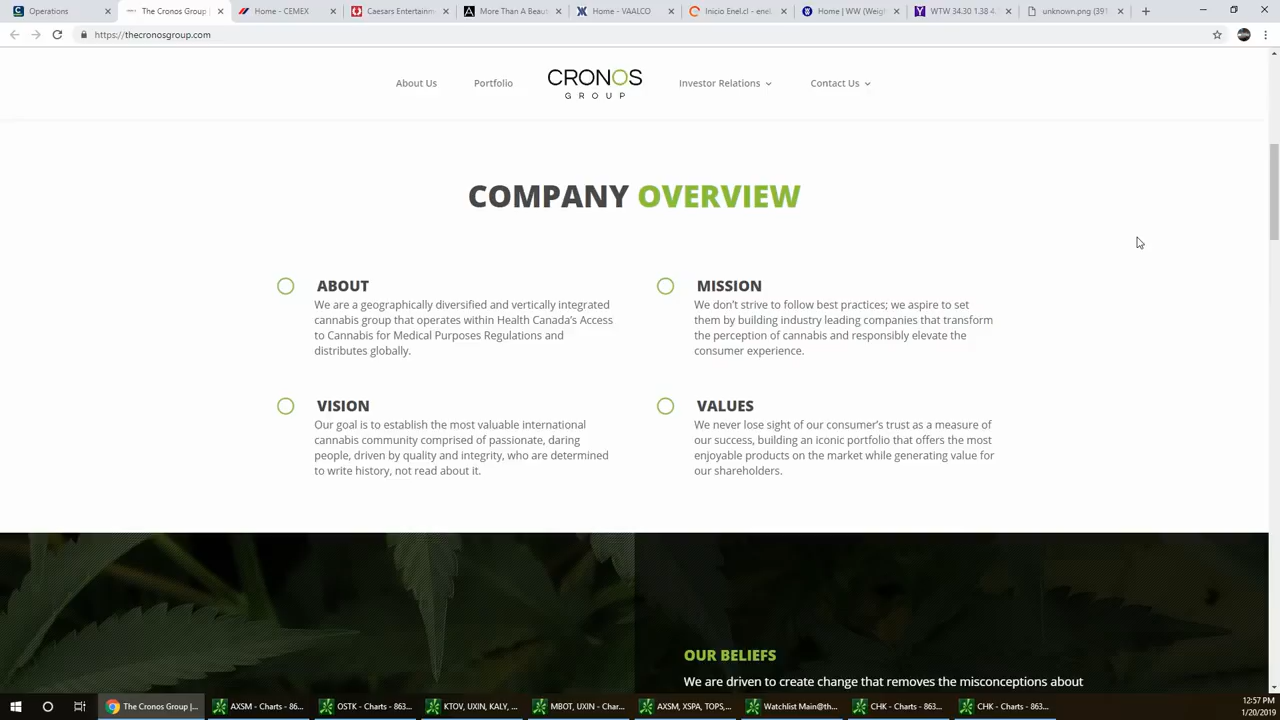 Operations
The Cronos Group |
Home - CEMEX
Caesars Entertainm
More Than A Beau
Home - VAALCO
Inicio Enel.cl - ene
Home | WW (Weig
WTW 34.30 1.38 4
unknown.png (391
https://thecronosgroup.com
About Us
Portfolio
CRONOS
GROUP
Investor Relations
Contact Us
COMPANY OVERVIEW
ABOUT
We are a geographically diversified and vertically integrated
cannabis group that operates within Health Canada's Access
to Cannabis for Medical Purposes Regulations and
distributes globally.
MISSION
We don't strive to follow best practices; we aspire to set
them by building industry leading companies that transform
the perception of cannabis and responsibly elevate the
consumer experience.
VISION
Our goal is to establish the most valuable international
cannabis community comprised of passionate, daring
people, driven by quality and integrity, who are determined
to write history, not read about it.
VALUES
We never lose sight of our consumer's trust as a measure of
our success, building an iconic portfolio that offers the most
enjoyable products on the market while generating value for
our shareholders.
OUR BELIEFS
We are driven to create change that removes the misconceptions about
The Cronos Group |...
AXSM - Charts - 86...
OSTK - Charts - 863...
KTOV, UXIN, KALY, ...
MBOT, UXIN - Char...
AXSM, XSPA, TOPS,...
Watchlist Main@th...
CHK - Charts - 863...
CHK - Charts - 863...
12:57 PM
1/20/2019